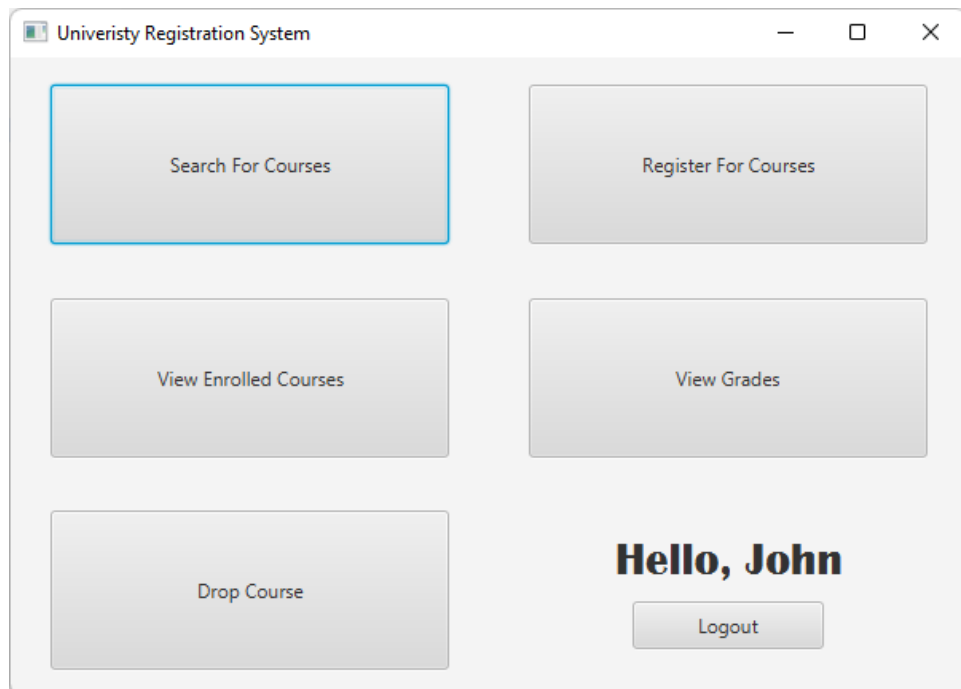 Univeristy Registration System
Search For Courses
Register For Courses
View Enrolled Courses
View Grades
Drop Course
Hello, John
Logout